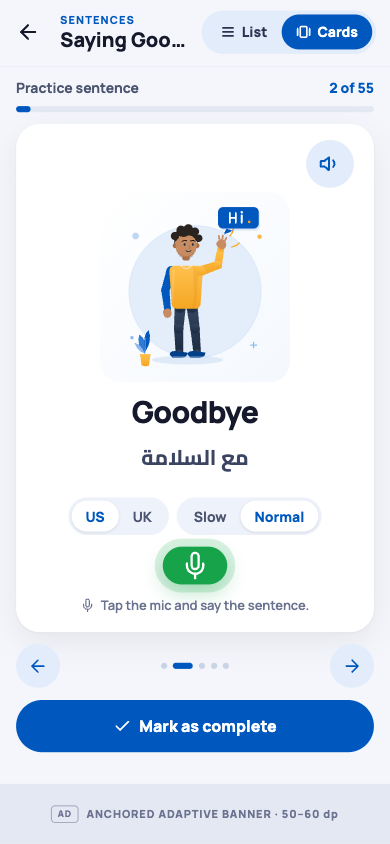 SENTENCES
Saying Goo...
List
Cards
Practice sentence
2 of 55
Hi.
Goodbye
مع السلامة
US
UK
Slow
Normal
Tap the mic and say the sentence.
Mark as complete
AD
ANCHORED ADAPTIVE BANNER · 50–60 dp